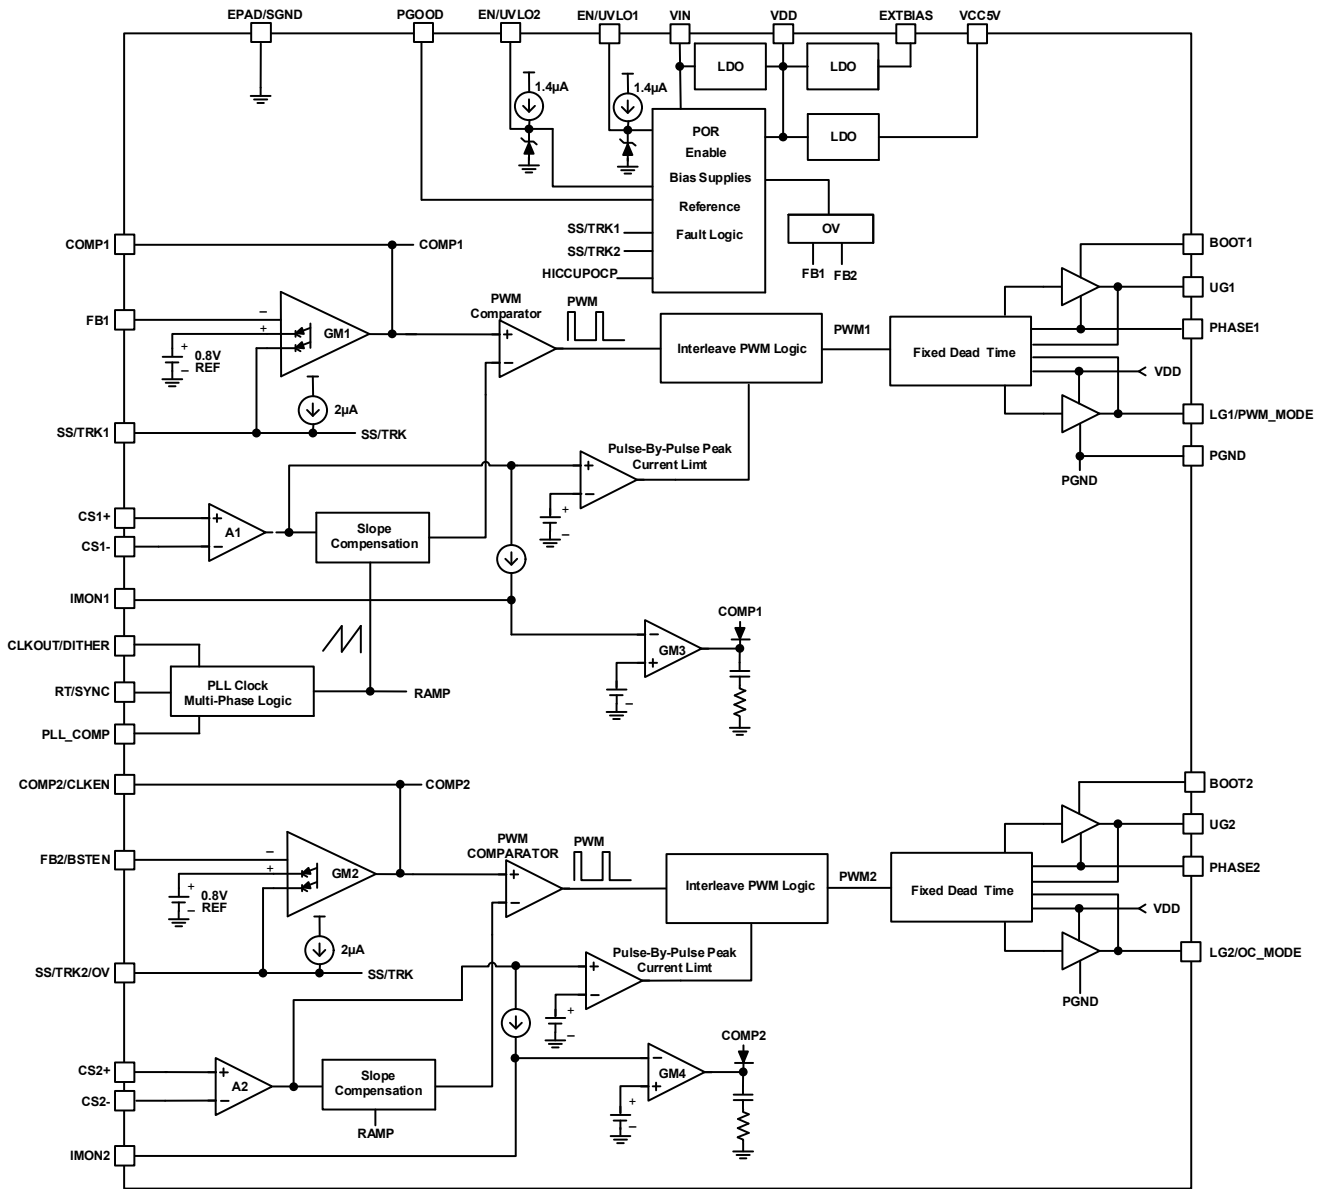 EPAD/SGND
PGOOD
EN/UVLO2
EN/UVLO1
VIN
VDD
EXTBIAS
VCC5V
LDO
LDO
1.4µA
1.4µA
POR
Enable
Bias Supplies
Reference
Fault Logic
LDO
SS/TRK1
SS/TRK2
HICCUPOCP
OV
FB1
FB2
COMP1
COMP1
BOOT1
UG1
PHASE1
FB1
−
+
GM1
+
0.8V
− REF
PWM
Comparator
+
−
PWM
Interleave PWM Logic
PWM1
Fixed Dead Time
VDD
LG1/PWM_MODE
PGND
PGND
2µA
SS/TRK1
SS/TRK
Pulse-By-Pulse Peak
Current Limt
+
−
+
−
CS1+
CS1-
+
−
A1
Slope
Compensation
IMON1
COMP1
−
+
GM3
+
−
CLKOUT/DITHER
RT/SYNC
PLL_COMP
PLL Clock
Multi-Phase Logic
RAMP
COMP2/CLKEN
COMP2
BOOT2
UG2
PHASE2
FB2/BSTEN
−
+
GM2
+
0.8V
− REF
PWM
COMPARATOR
+
−
PWM
Interleave PWM Logic
PWM2
Fixed Dead Time
VDD
LG2/OC_MODE
PGND
2µA
SS/TRK2/OV
SS/TRK
Pulse-By-Pulse Peak
Current Limt
+
−
+
−
CS2+
CS2-
+
−
A2
Slope
Compensation
RAMP
COMP2
−
+
GM4
+
−
IMON2